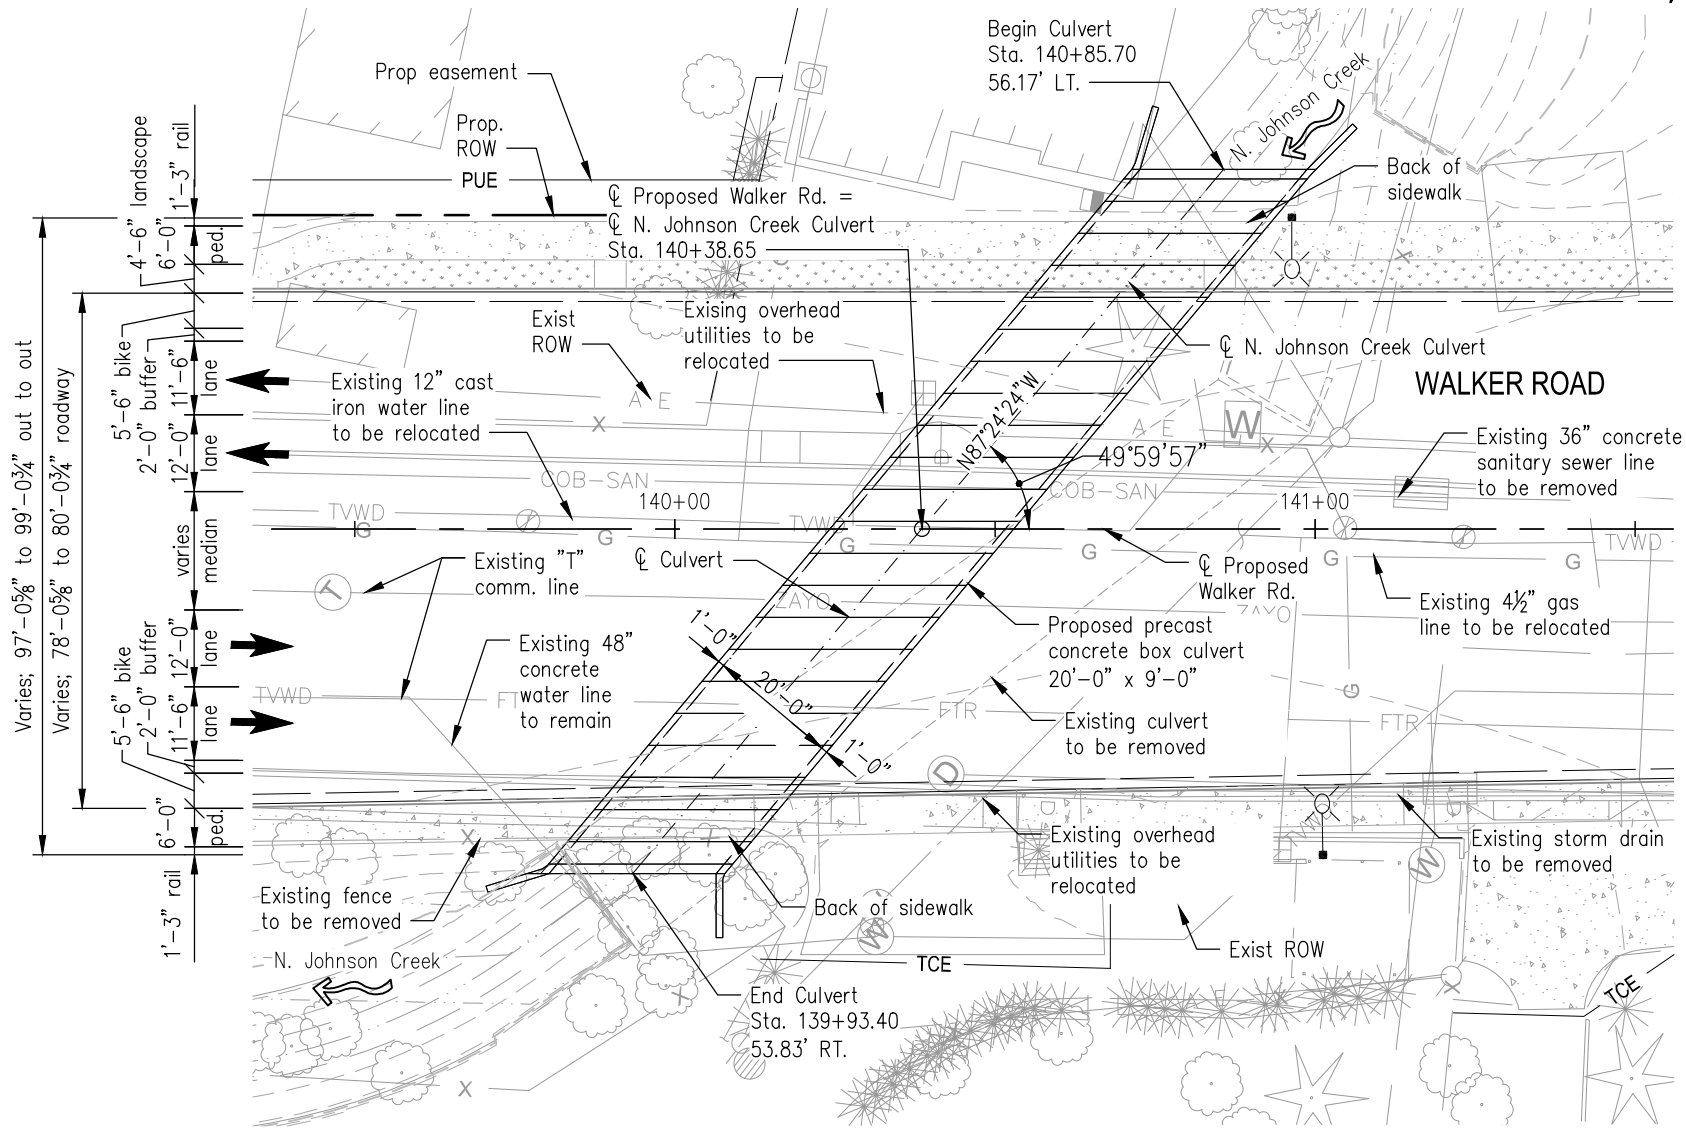 Begin Culvert
Sta. 140+85.70
56.17' LT.
N. Johnson Creek
Prop easement
Prop.
ROW
PUE
Back of
sidewalk
℄ Proposed Walker Rd. =
℄ N. Johnson Creek Culvert
Sta. 140+38.65
1'-3" rail
4'-6" landscape
6'-0"
ped.
Exising overhead
utilities to be
relocated
Exist
ROW
℄ N. Johnson Creek Culvert
WALKER ROAD
5'-6" bike
2'-0" buffer
11'-6"
lane
12'-0"
lane
Existing 12" cast
iron water line
to be relocated
A E
X
A E
W
X
X
N87°24'24"W
49°59'57"
Existing 36" concrete
sanitary sewer line
to be removed
COB-SAN
COB-SAN
140+00
141+00
TVWD
TVWD
TVWD
G
G
G
G
G
G
varies
median
Varies; 97'-0⅝" to 99'-0¾" out to out
Varies; 78'-0⅝" to 80'-0¾" roadway
Existing "T"
comm. line
℄ Culvert
℄ Proposed
Walker Rd.
T
ZAYO
ZAYO
Existing 4½" gas
line to be relocated
12'-0"
lane
11'-6"
lane
2'-0" buffer
5'-6" bike
Existing 48"
concrete
water line
to remain
1'-0"
20'-0"
1'-0"
Proposed precast
concrete box culvert
20'-0" x 9'-0"
G
TVWD
FT
FTR
FTR
Existing culvert
to be removed
D
D
6'-0"
ped.
1'-3" rail
X
Existing overhead
utilities to be
relocated
TVW
W
Existing storm drain
to be removed
Existing fence
to be removed
Back of sidewalk
W
Exist ROW
N. Johnson Creek
TCE
TCE
X
X
End Culvert
Sta. 139+93.40
53.83' RT.
X